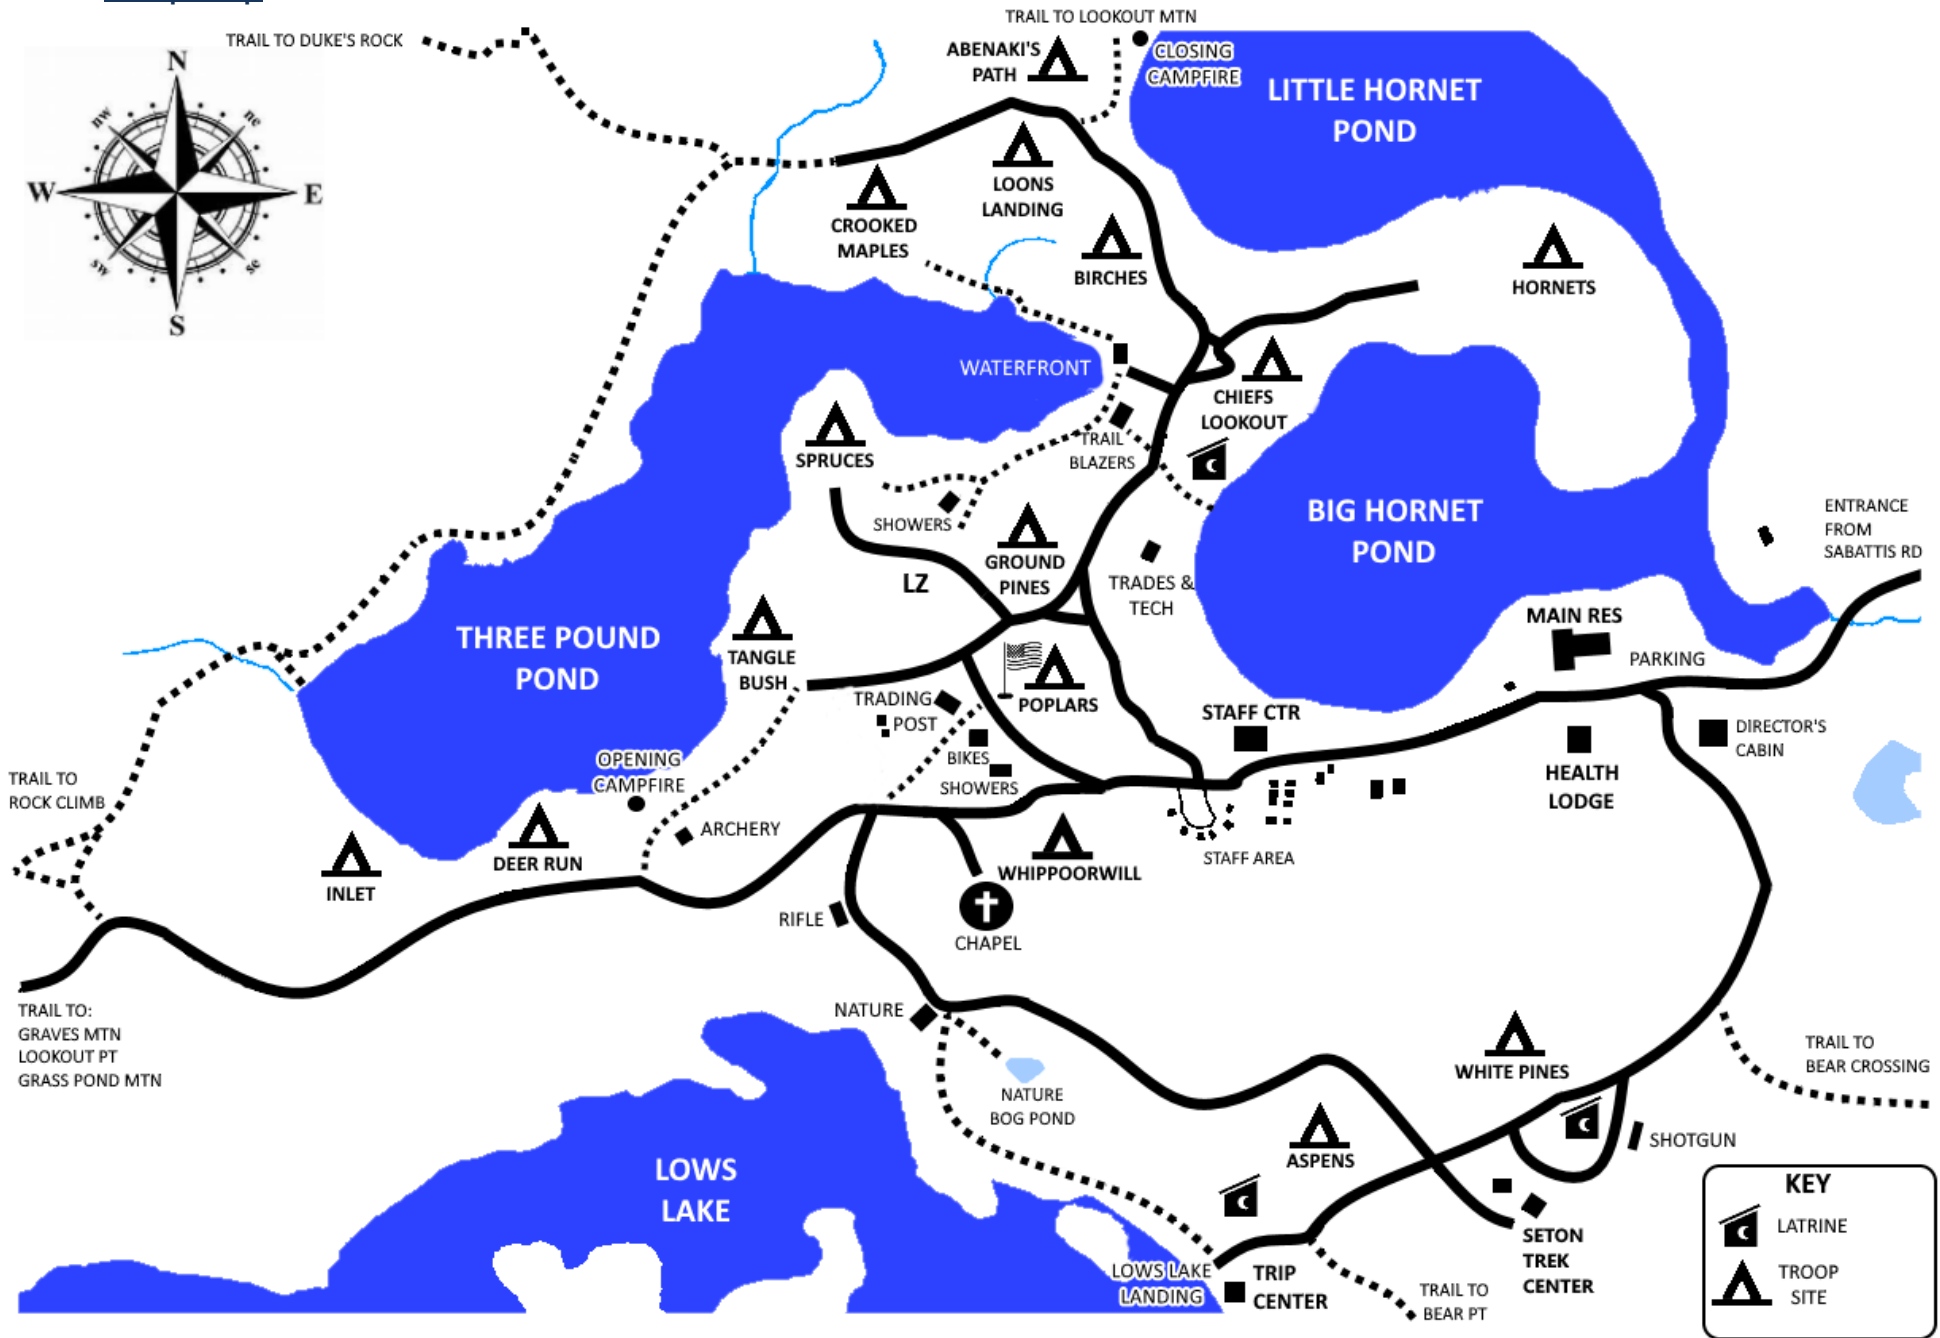 TRAIL TO LOOKOUT MTN
TRAIL TO DUKE'S ROCK
ABENAKI'S
PATH
CLOSING
CAMPFIRE
LITTLE HORNET
POND
N
nw
ne
W
E
sw
se
S
LOONS
LANDING
CROOKED
MAPLES
BIRCHES
HORNETS
WATERFRONT
CHIEFS
LOOKOUT
SPRUCES
TRAIL
BLAZERS
SHOWERS
BIG HORNET
POND
ENTRANCE
FROM
SABATTIS RD
GROUND
PINES
LZ
TRADES &
TECH
MAIN RES
PARKING
THREE POUND
POND
TANGLE
BUSH
TRADING
POST
POPLARS
STAFF CTR
DIRECTOR'S
CABIN
BIKES
SHOWERS
OPENING
CAMPFIRE
HEALTH
LODGE
TRAIL TO
ROCK CLIMB
ARCHERY
DEER RUN
INLET
WHIPPOORWILL
STAFF AREA
RIFLE
CHAPEL
NATURE
TRAIL TO:
GRAVES MTN
LOOKOUT PT
GRASS POND MTN
NATURE
BOG POND
WHITE PINES
TRAIL TO
BEAR CROSSING
ASPENS
SHOTGUN
LOWS
LAKE
SETON
TREK
CENTER
LOWS LAKE
LANDING
TRIP
CENTER
TRAIL TO
BEAR PT
KEY
LATRINE
TROOP
SITE